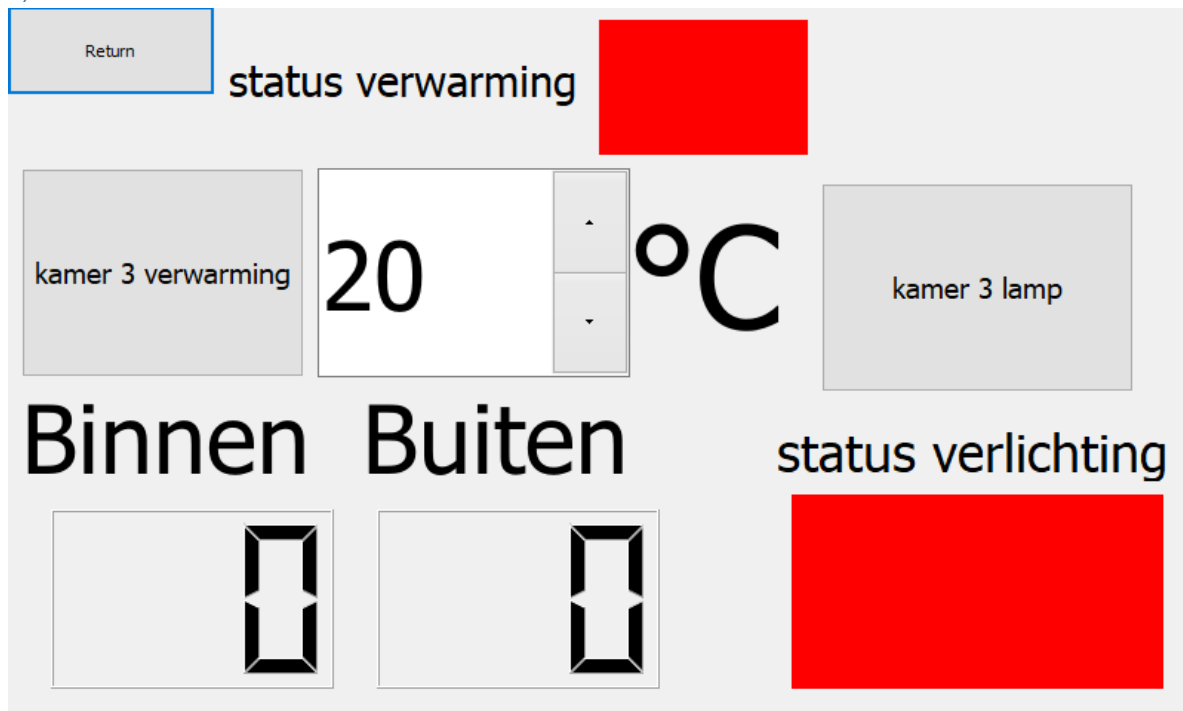 Return
status verwarming
kamer 3 verwarming
20
°C
kamer 3 lamp
Binnen
Buiten
status verlichting
0
0